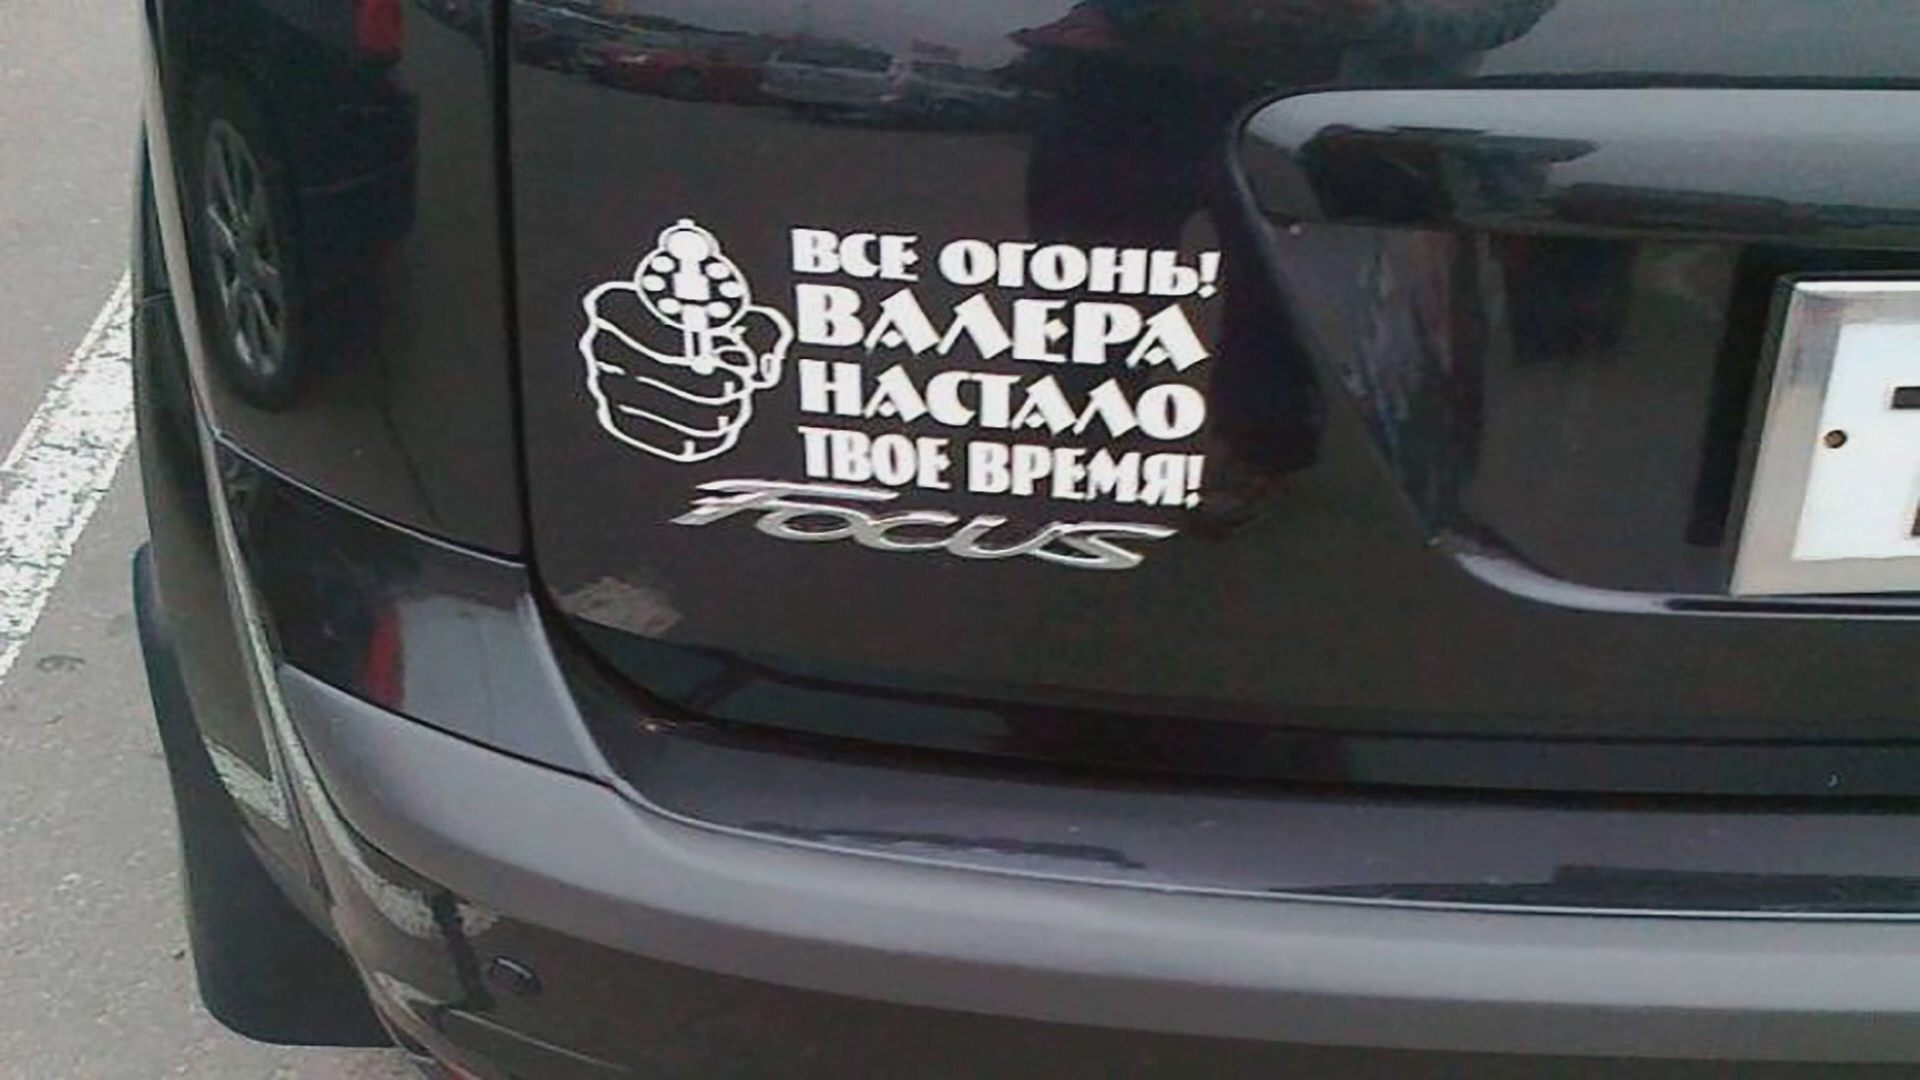 ВСЕ ОГОНЬ!
ВАЛЕРА
НАСТАЛО
ТВОЕ ВРЕМЯ!
FOCUS